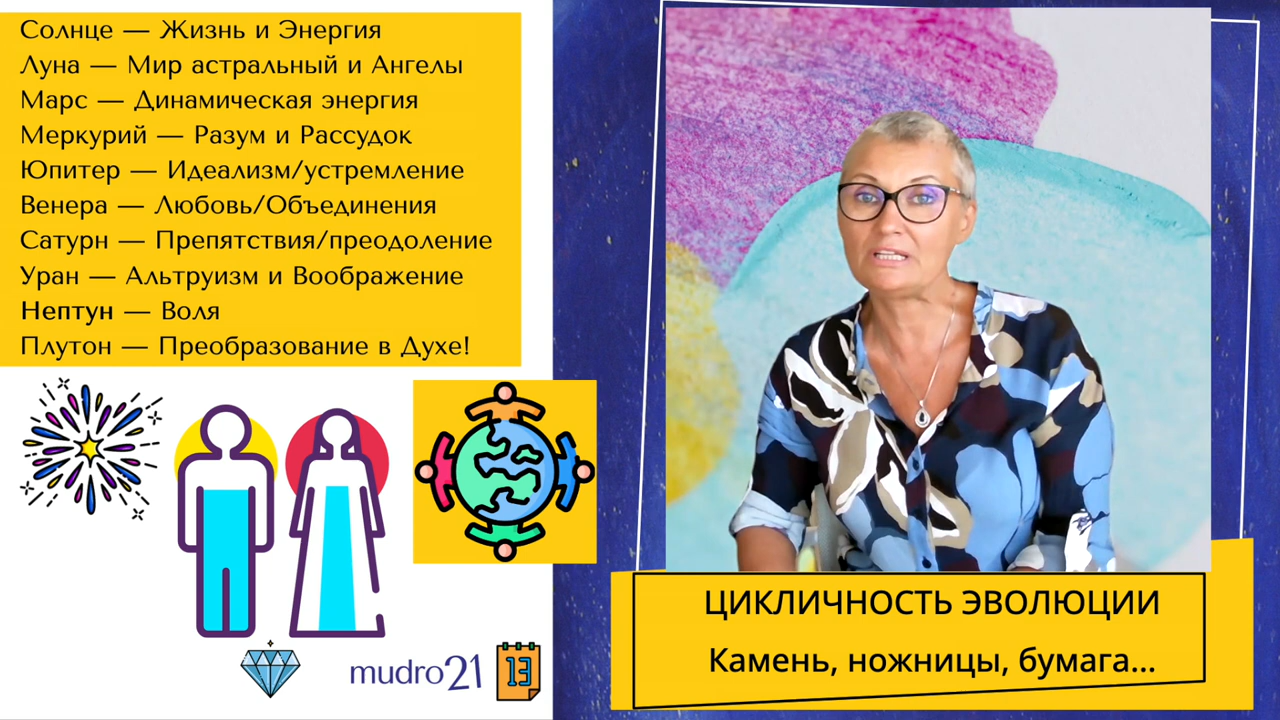 Солнце — Жизнь и Энергия
Луна — Мир астральный и Ангелы
Марс — Динамическая энергия
Меркурий — Разум и Рассудок
Юпитер — Идеализм/устремление
Венера — Любовь/Объединения
Сатурн — Препятствия/преодоление
Уран — Альтруизм и Воображение
Нептун — Воля
Плутон — Преобразование в Духе!
mudro21
13
ЦИКЛИЧНОСТЬ ЭВОЛЮЦИИ
Камень, ножницы, бумага...